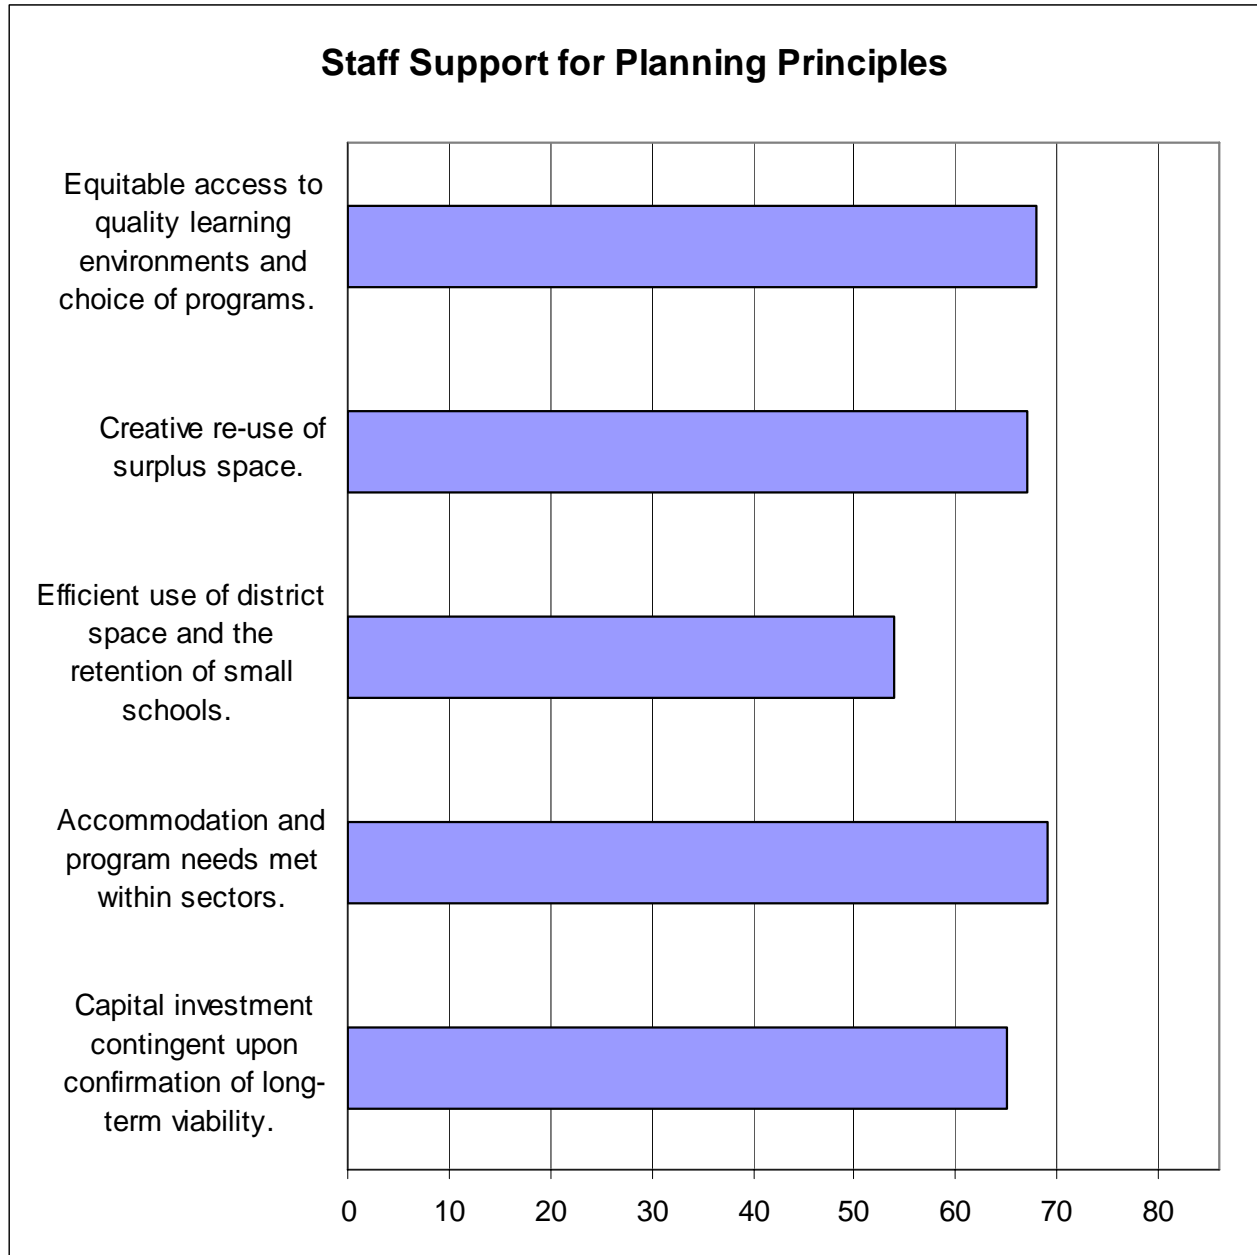 Staff Support for Planning Principles
Equitable access to
quality learning
environments and
choice of programs.
Creative re-use of
surplus space.
Efficient use of district
space and the
retention of small
schools.
Accommodation and
program needs met
within sectors.
Capital investment
contingent upon
confirmation of long-
term viability.
0 10 20 30 40 50 60 70 80